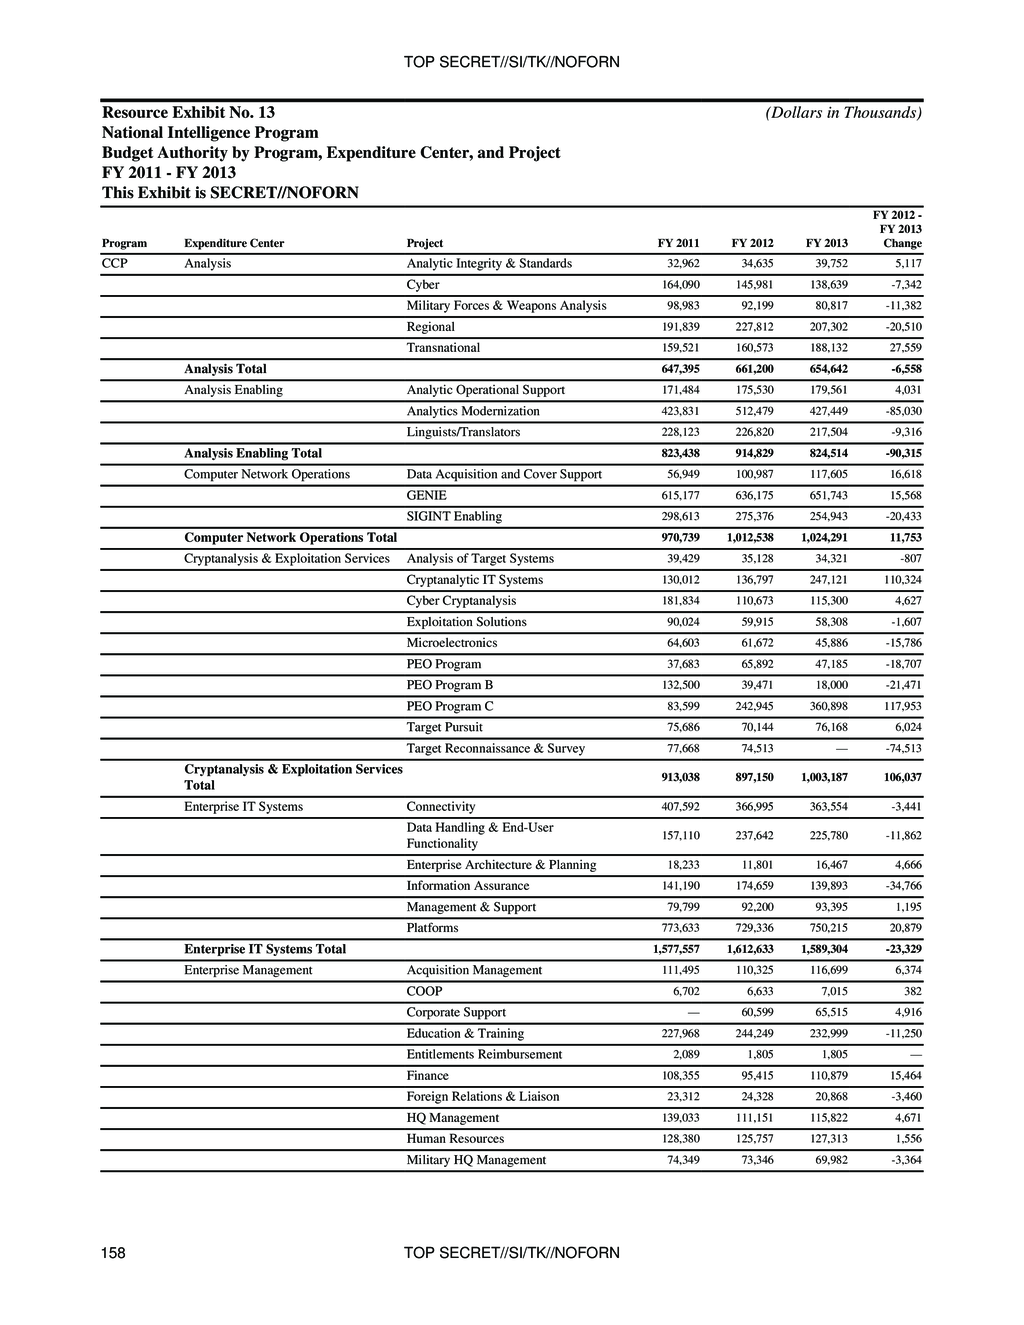 TOP SECRET//SI/TK//NOFORN
Resource Exhibit No. 13 (Dollars in Thousands)
National Intelligence Program
Budget Authority by Program, Expenditure Center, and Project
FY 2011 - FY 2013
This Exhibit is SECRET//NOFORN
FY 2012 -
FY 2013
Program Expenditure Center Project FY 2011 FY 2012 FY 2013 Change
CCP Analysis Analytic Integrity & Standards 32,962 34,635 39,752 5,117
Cyber 164,090 145,981 138,639 -7,342
Military Forces & Weapons Analysis 98,983 92,199 80,817 -11,382
Regional 191,839 227,812 207,302 -20,510
Transnational 159,521 160,573 188,132 27,559
Analysis Total 647,395 661,200 654,642 -6,558
Analysis Enabling Analytic Operational Support 171,484 175,530 179,561 4,031
Analytics Modernization 423,831 512,479 427,449 -85,030
Linguists/Translators 228,123 226,820 217,504 -9,316
Analysis Enabling Total 823,438 914,829 824,514 -90,315
Computer Network Operations Data Acquisition and Cover Support 56,949 100,987 117,605 16,618
GENIE 615,177 636,175 651,743 15,568
SIGINT Enabling 298,613 275,376 254,943 -20,433
Computer Network Operations Total 970,739 1,012,538 1,024,291 11,753
Cryptanalysis & Exploitation Services Analysis of Target Systems 39,429 35,128 34,321 -807
Cryptanalytic IT Systems 130,012 136,797 247,121 110,324
Cyber Cryptanalysis 181,834 110,673 115,300 4,627
Exploitation Solutions 90,024 59,915 58,308 -1,607
Microelectronics 64,603 61,672 45,886 -15,786
PEO Program 37,683 65,892 47,185 -18,707
PEO Program B 132,500 39,471 18,000 -21,471
PEO Program C 83,599 242,945 360,898 117,953
Target Pursuit 75,686 70,144 76,168 6,024
Target Reconnaissance & Survey 77,668 74,513 — -74,513
Cryptanalysis & Exploitation Services
Total 913,038 897,150 1,003,187 106,037
Enterprise IT Systems Connectivity 407,592 366,995 363,554 -3,441
Data Handling & End-User
Functionality 157,110 237,642 225,780 -11,862
Enterprise Architecture & Planning 18,233 11,801 16,467 4,666
Information Assurance 141,190 174,659 139,893 -34,766
Management & Support 79,799 92,200 93,395 1,195
Platforms 773,633 729,336 750,215 20,879
Enterprise IT Systems Total 1,577,557 1,612,633 1,589,304 -23,329
Enterprise Management Acquisition Management 111,495 110,325 116,699 6,374
COOP 6,702 6,633 7,015 382
Corporate Support — 60,599 65,515 4,916
Education & Training 227,968 244,249 232,999 -11,250
Entitlements Reimbursement 2,089 1,805 1,805 —
Finance 108,355 95,415 110,879 15,464
Foreign Relations & Liaison 23,312 24,328 20,868 -3,460
HQ Management 139,033 111,151 115,822 4,671
Human Resources 128,380 125,757 127,313 1,556
Military HQ Management 74,349 73,346 69,982 -3,364
158 TOP SECRET//SI/TK//NOFORN